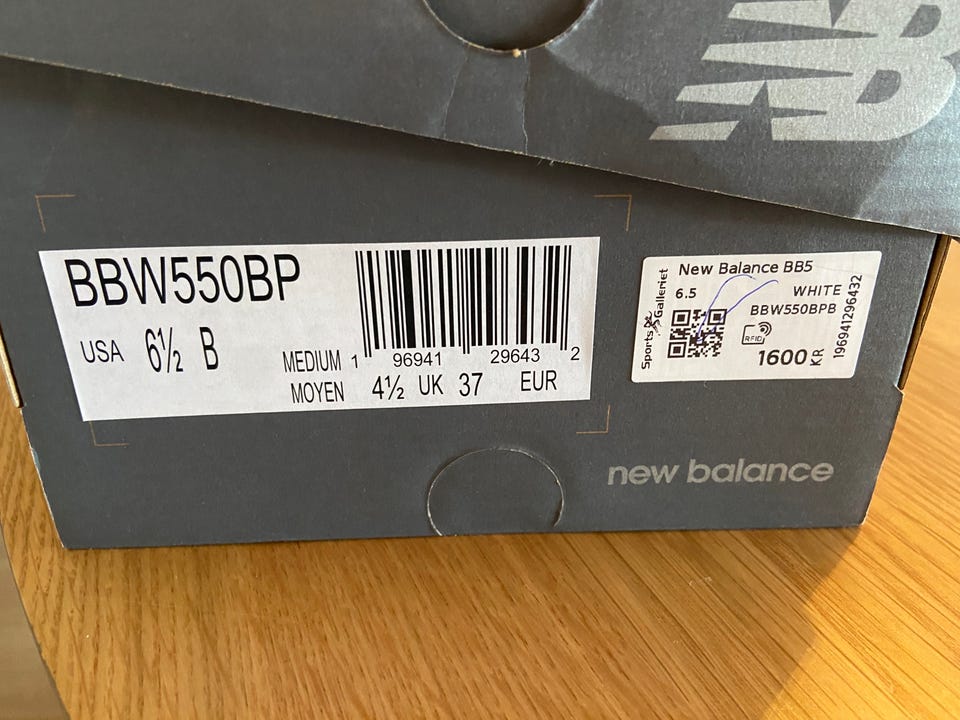 NB
BBW550BP
USA 6½ B
MEDIUM
MOYEN
1 96941 29643 2
4½ UK 37 EUR
Sports Galleriet
New Balance BB5
6.5 WHITE
BBW550BPB
RFID
1600 KR
196941296432
new balance